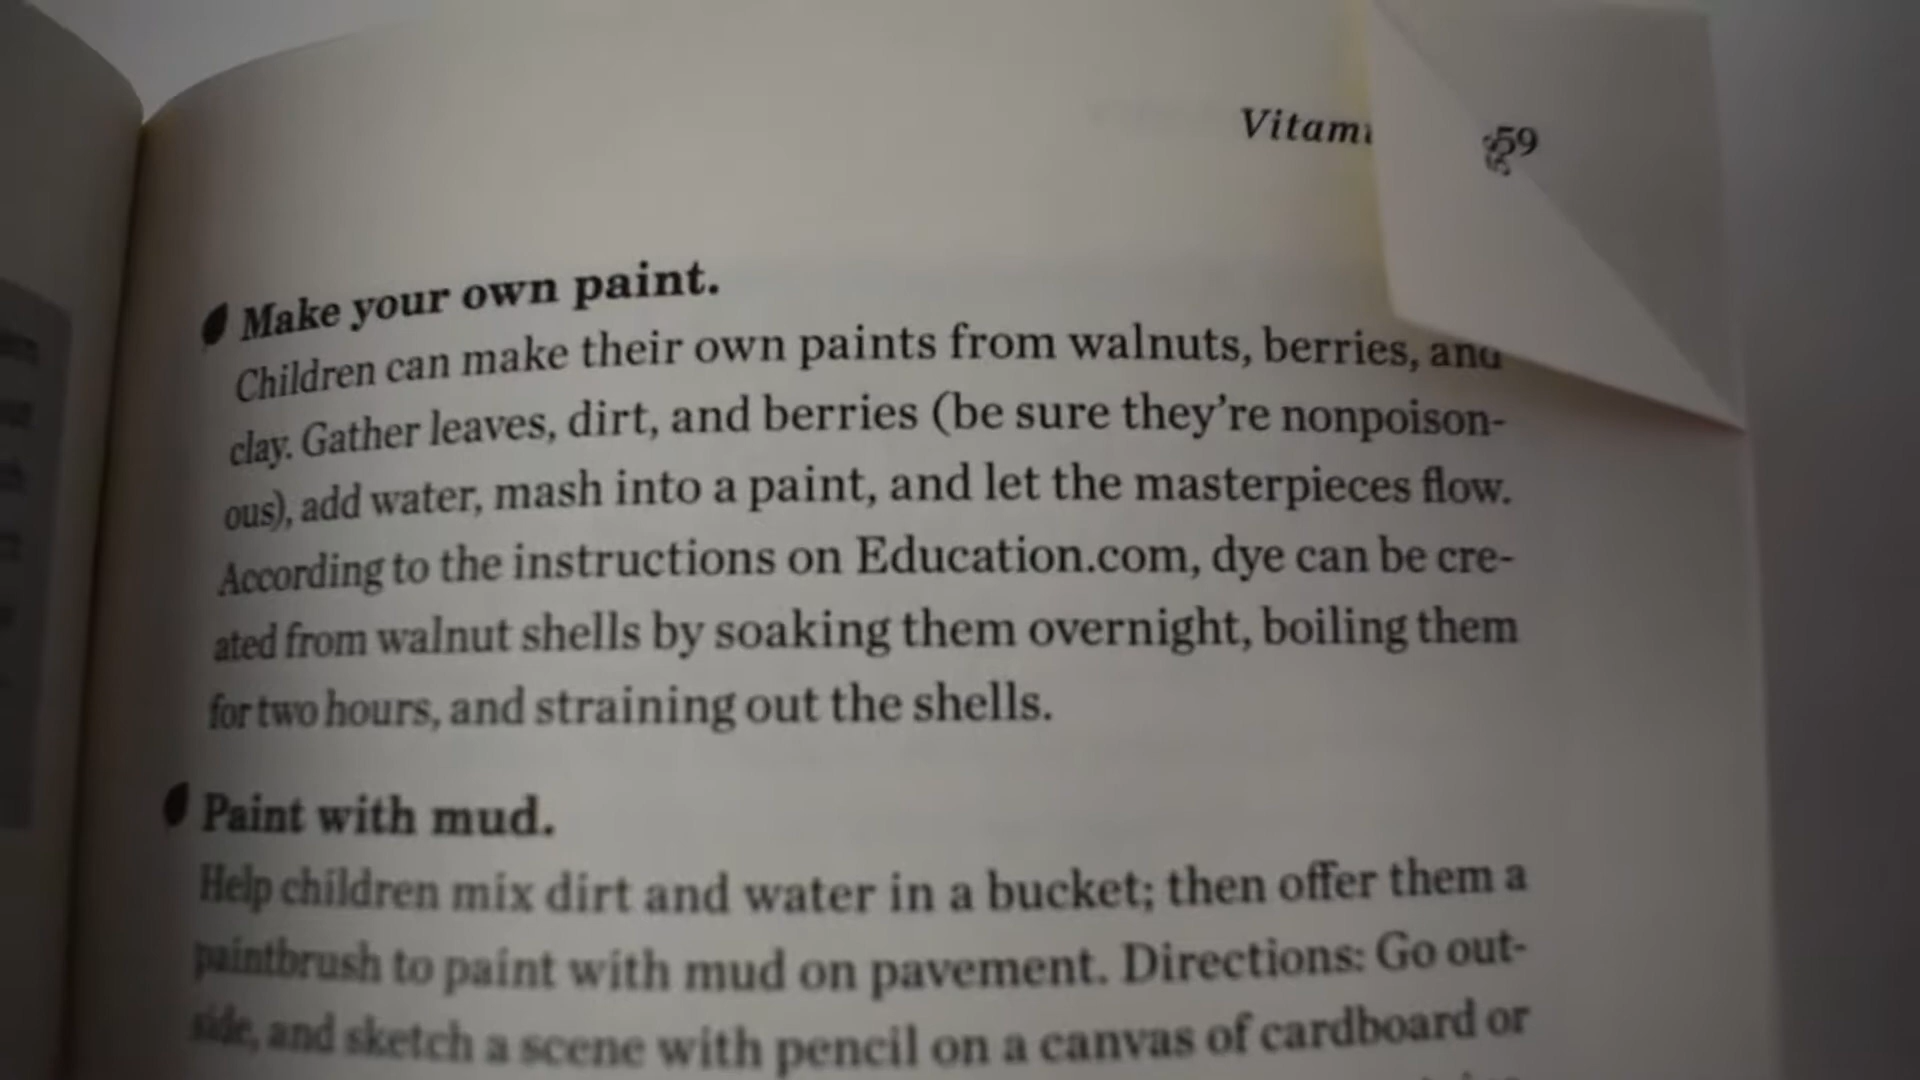 Vitami 59
Make your own paint.
Children can make their own paints from walnuts, berries, and
clay. Gather leaves, dirt, and berries (be sure they're nonpoison-
ous), add water, mash into a paint, and let the masterpieces flow.
According to the instructions on Education.com, dye can be cre-
ated from walnut shells by soaking them overnight, boiling them
for two hours, and straining out the shells.
Paint with mud.
Help children mix dirt and water in a bucket; then offer them a
paintbrush to paint with mud on pavement. Directions: Go out-
side, and sketch a scene with pencil on a canvas of cardboard or